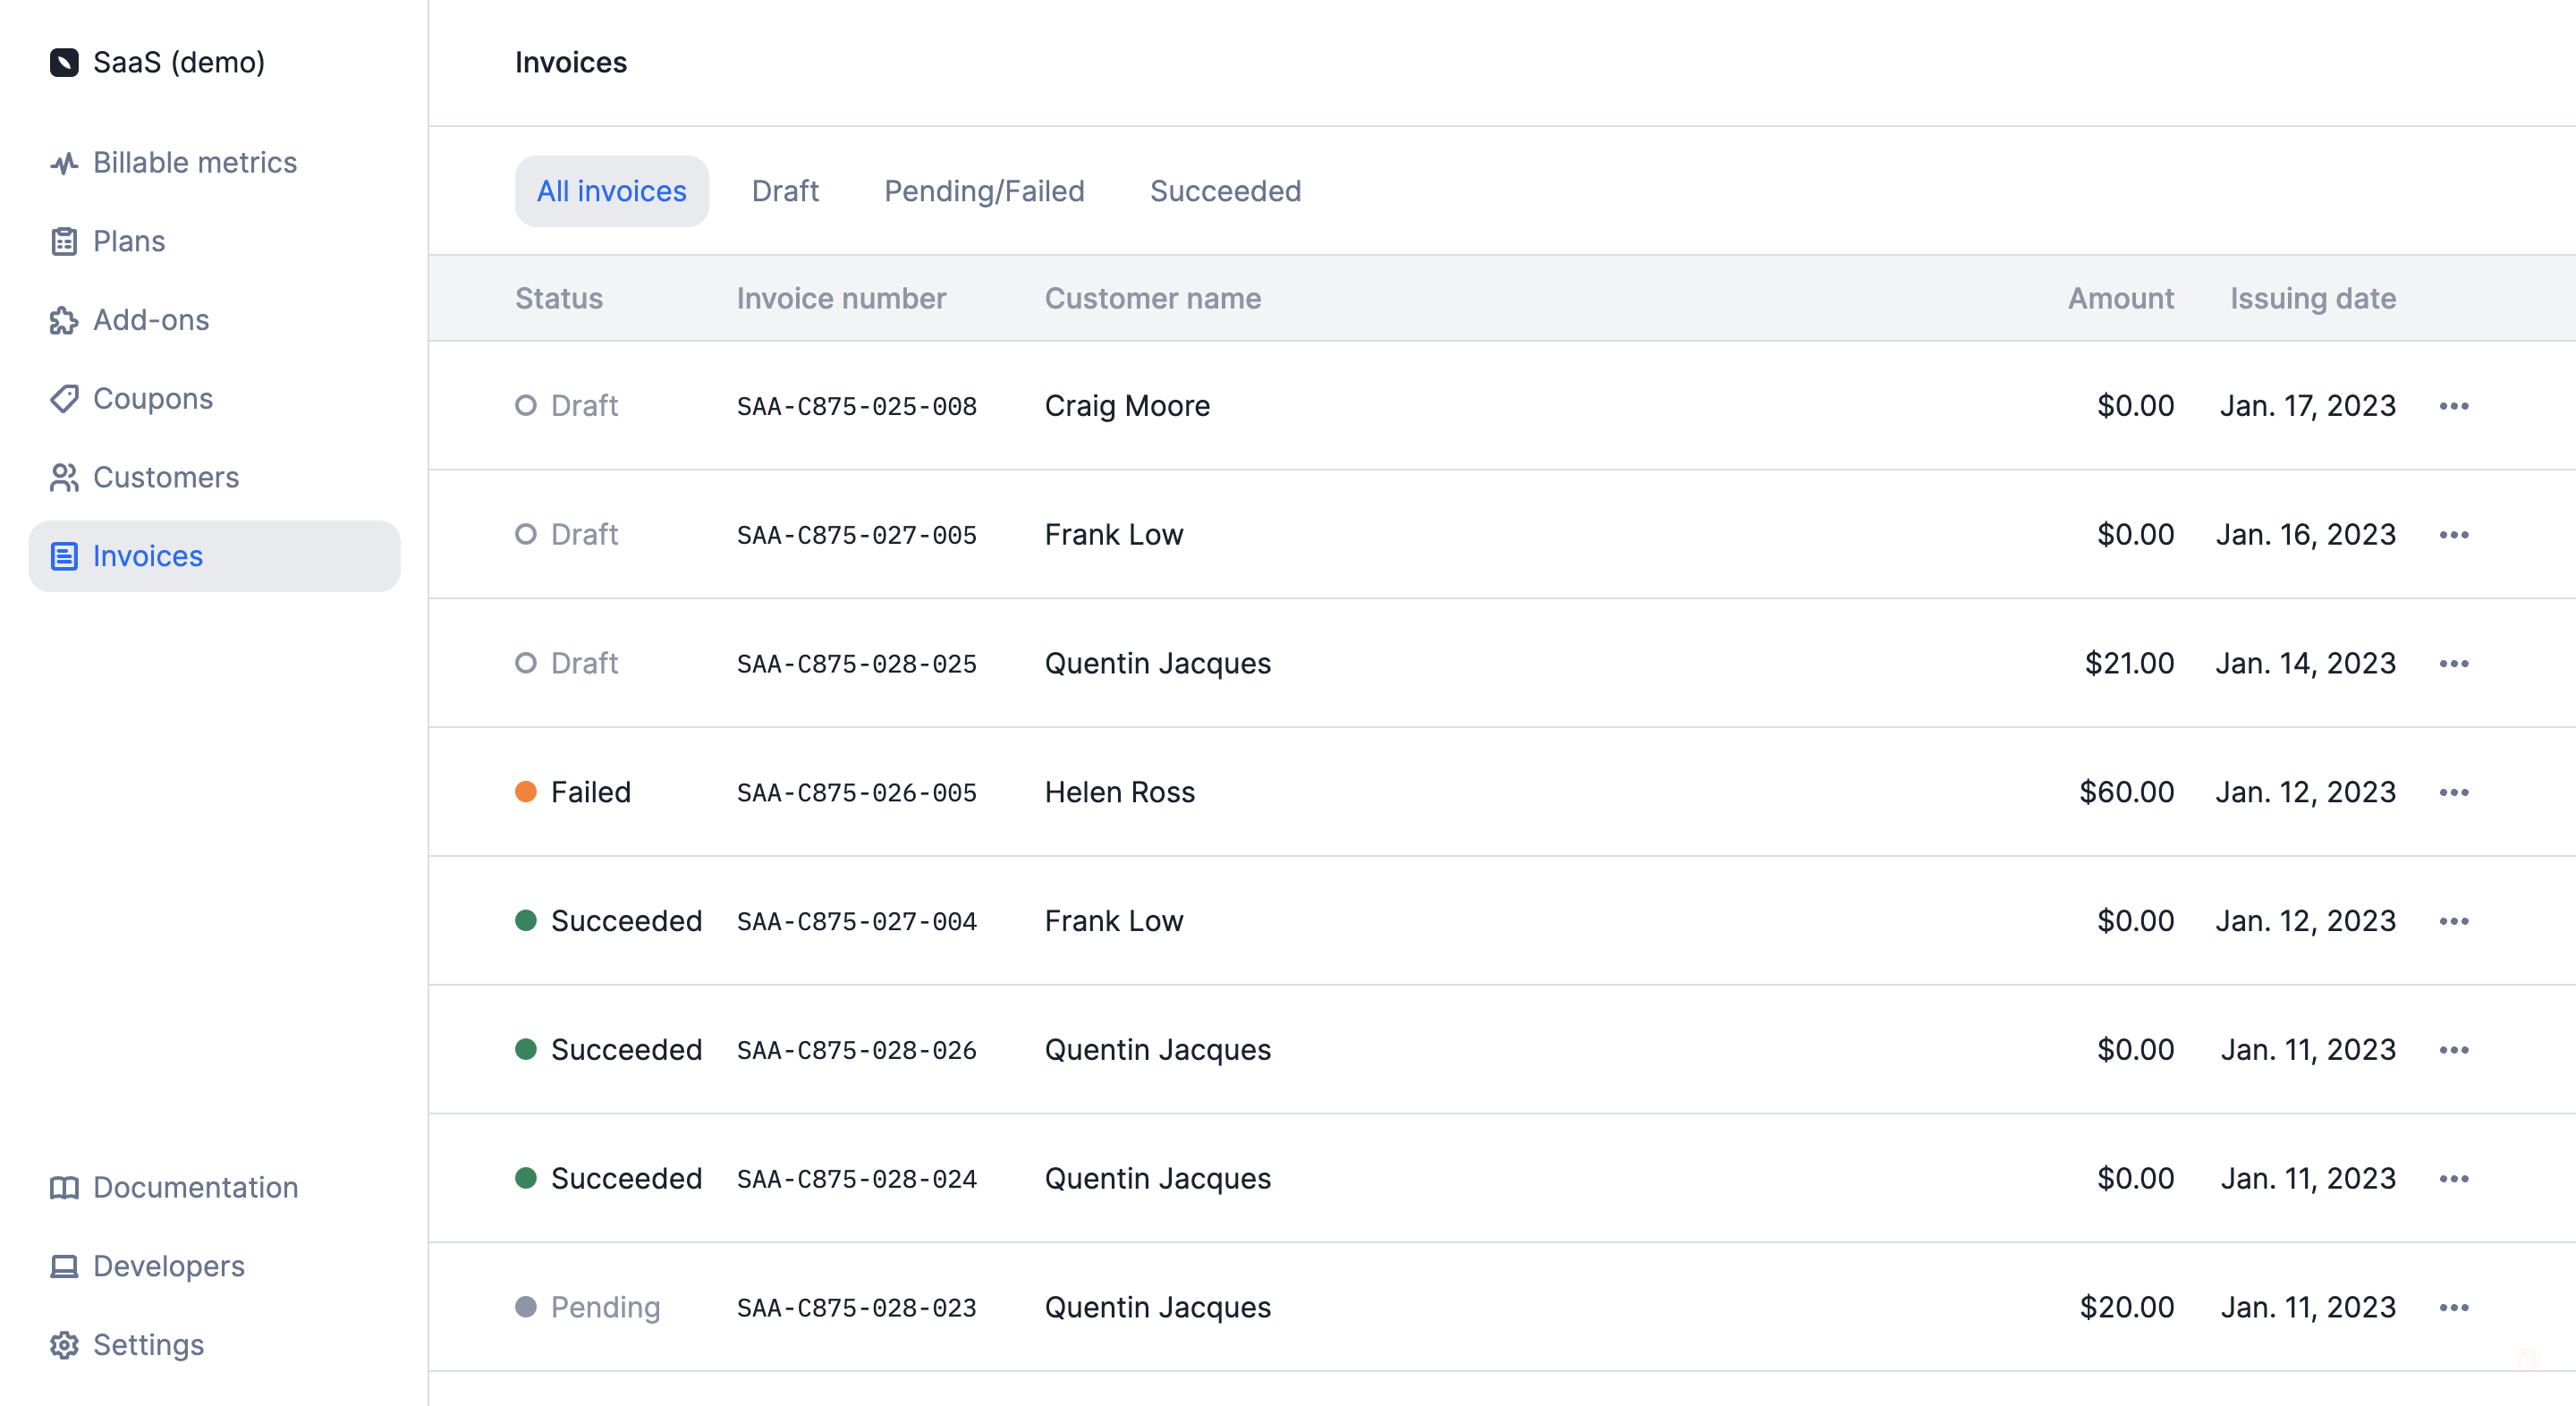 SaaS (demo)
Billable metrics
Plans
Add-ons
Coupons
Customers
Invoices
Documentation
Developers
Settings
Invoices
All invoices Draft Pending/Failed Succeeded
Status Invoice number Customer name Amount Issuing date
Draft SAA-C875-025-008 Craig Moore $0.00 Jan. 17, 2023
Draft SAA-C875-027-005 Frank Low $0.00 Jan. 16, 2023
Draft SAA-C875-028-025 Quentin Jacques $21.00 Jan. 14, 2023
Failed SAA-C875-026-005 Helen Ross $60.00 Jan. 12, 2023
Succeeded SAA-C875-027-004 Frank Low $0.00 Jan. 12, 2023
Succeeded SAA-C875-028-026 Quentin Jacques $0.00 Jan. 11, 2023
Succeeded SAA-C875-028-024 Quentin Jacques $0.00 Jan. 11, 2023
Pending SAA-C875-028-023 Quentin Jacques $20.00 Jan. 11, 2023